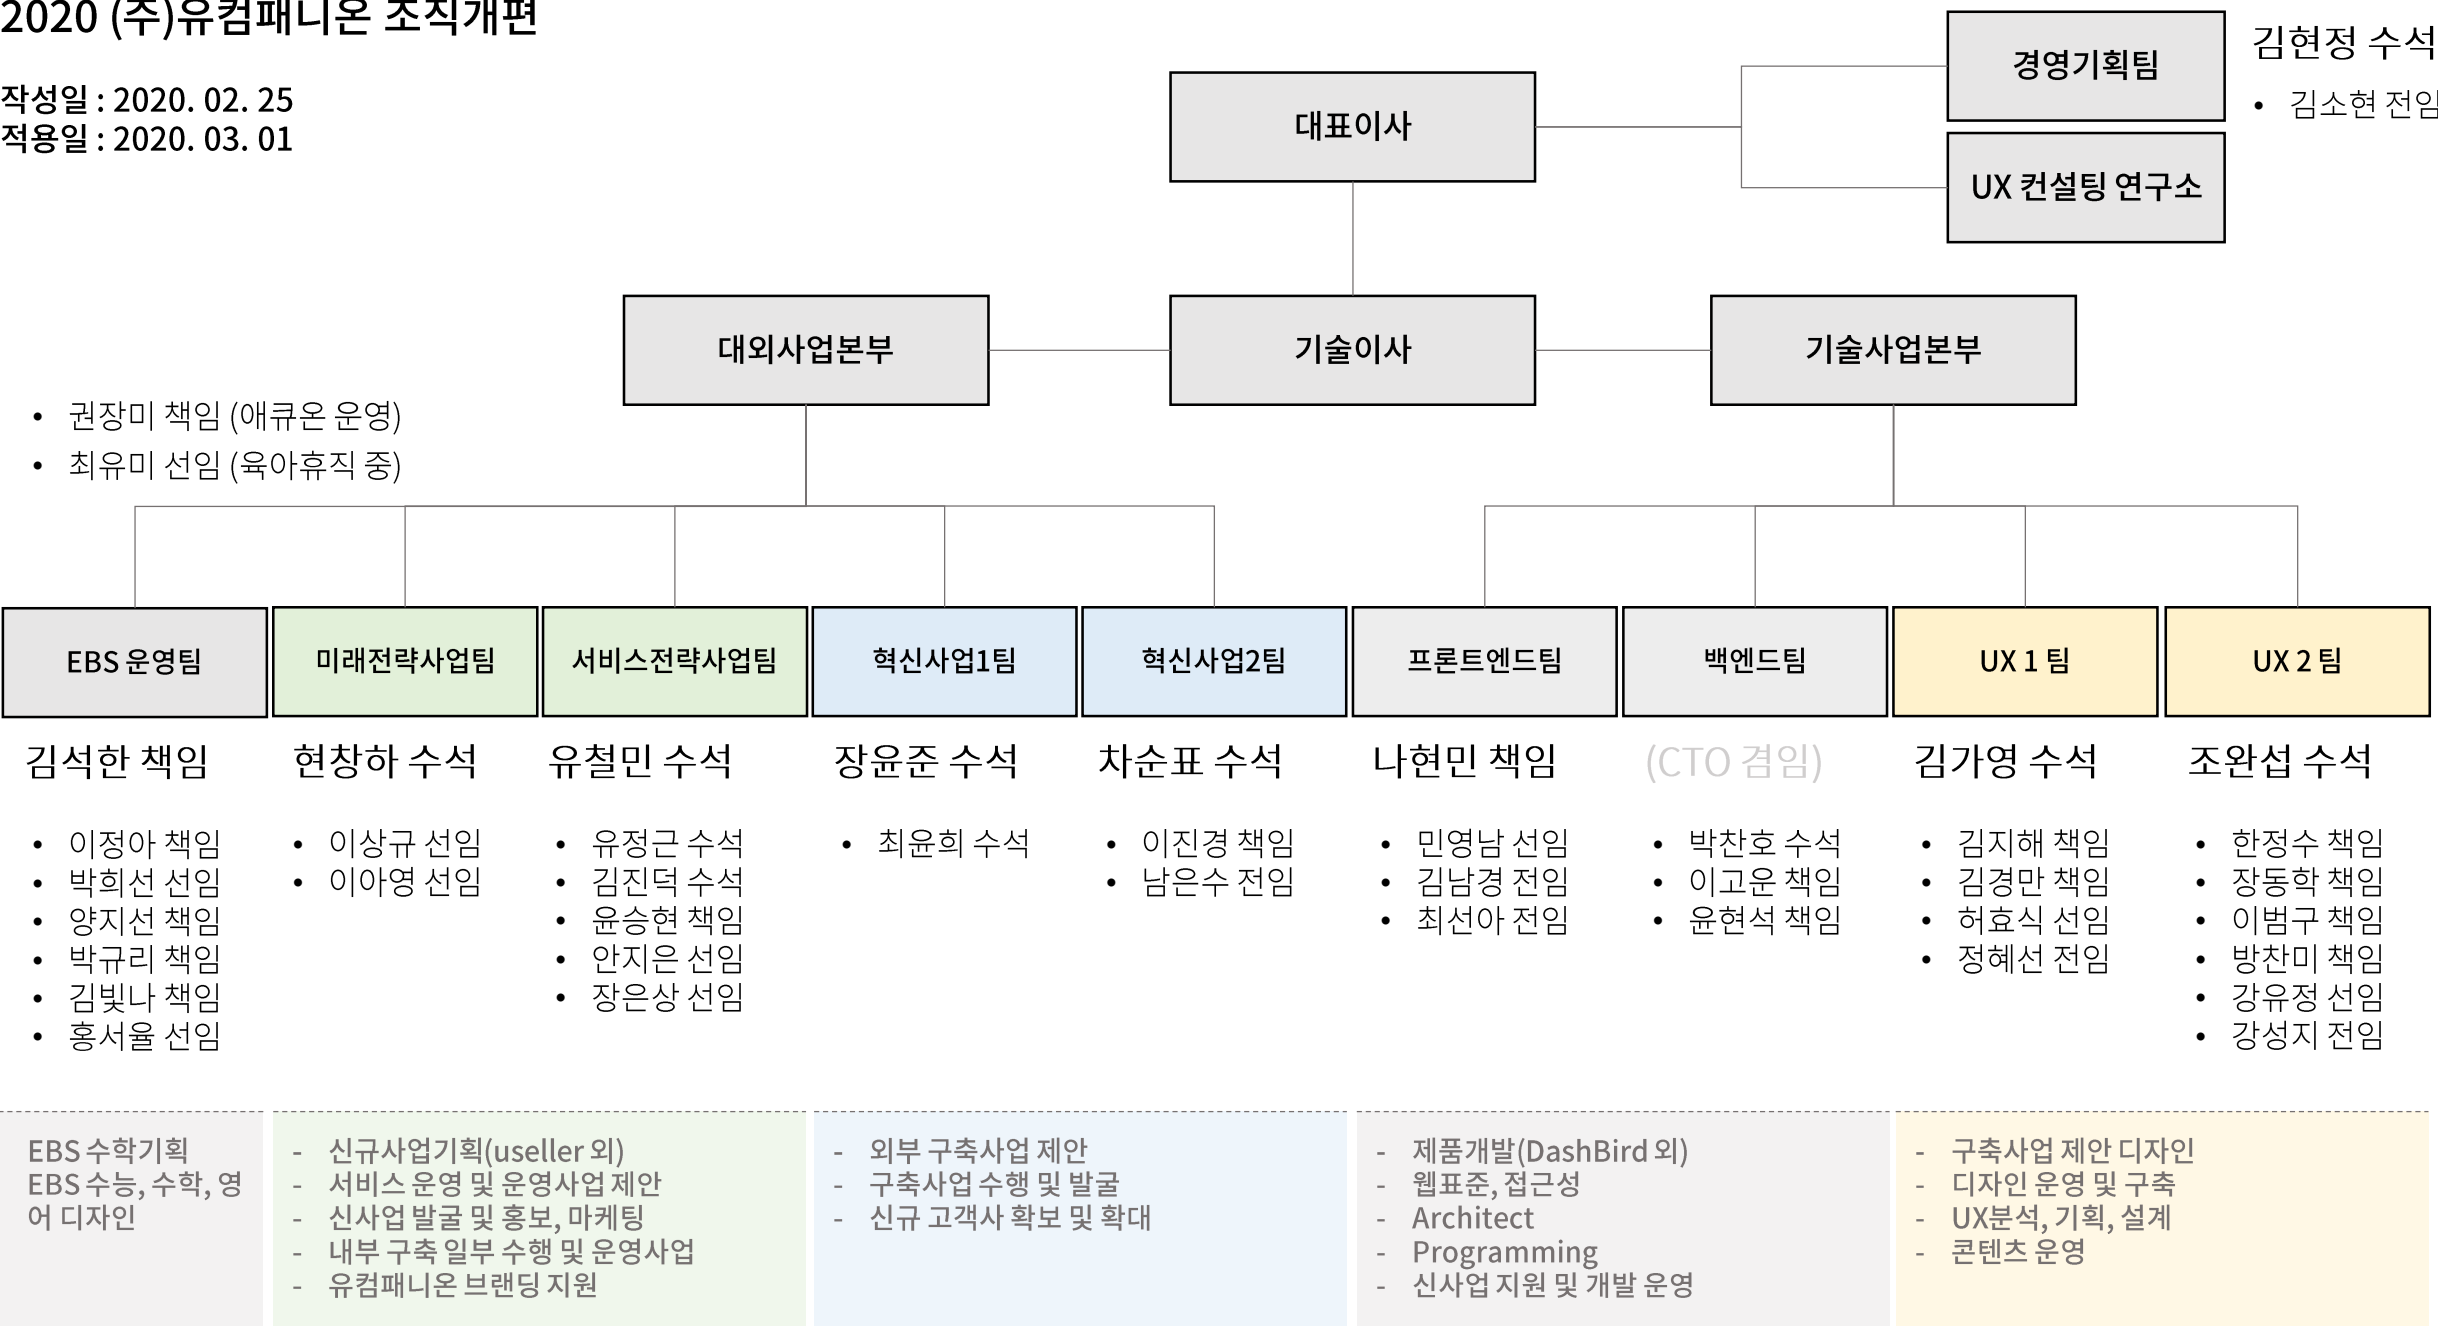 2020 (주)유컴패니온 조직개편
작성일 : 2020. 02. 25
적용일 : 2020. 03. 01
대표이사
경영기획팀
김현정 수석
• 김소현 전임
UX 컨설팅 연구소
대외사업본부
기술이사
기술사업본부
• 권장미 책임 (애큐온 운영)
• 최유미 선임 (육아휴직 중)
EBS 운영팀
김석한 책임
• 이정아 책임
• 박희선 선임
• 양지선 책임
• 박규리 책임
• 김빛나 책임
• 홍서율 선임
미래전략사업팀
현창하 수석
• 이상규 선임
• 이아영 선임
서비스전략사업팀
유철민 수석
• 유정근 수석
• 김진덕 수석
• 윤승현 책임
• 안지은 선임
• 장은상 선임
혁신사업1팀
장윤준 수석
• 최윤희 수석
혁신사업2팀
차순표 수석
• 이진경 책임
• 남은수 전임
프론트엔드팀
나현민 책임
• 민영남 선임
• 김남경 전임
• 최선아 전임
백엔드팀
(CTO 겸임)
• 박찬호 수석
• 이고운 책임
• 윤현석 책임
UX 1 팀
김가영 수석
• 김지해 책임
• 김경만 책임
• 허효식 선임
• 정혜선 전임
UX 2 팀
조완섭 수석
• 한정수 책임
• 장동학 책임
• 이범구 책임
• 방찬미 책임
• 강유정 선임
• 강성지 전임
EBS 수학기획
EBS 수능, 수학, 영
어 디자인
- 신규사업기획(useller 외)
- 서비스 운영 및 운영사업 제안
- 신사업 발굴 및 홍보, 마케팅
- 내부 구축 일부 수행 및 운영사업
- 유컴패니온 브랜딩 지원
- 외부 구축사업 제안
- 구축사업 수행 및 발굴
- 신규 고객사 확보 및 확대
- 제품개발(DashBird 외)
- 웹표준, 접근성
- Architect
- Programming
- 신사업 지원 및 개발 운영
- 구축사업 제안 디자인
- 디자인 운영 및 구축
- UX분석, 기획, 설계
- 콘텐츠 운영